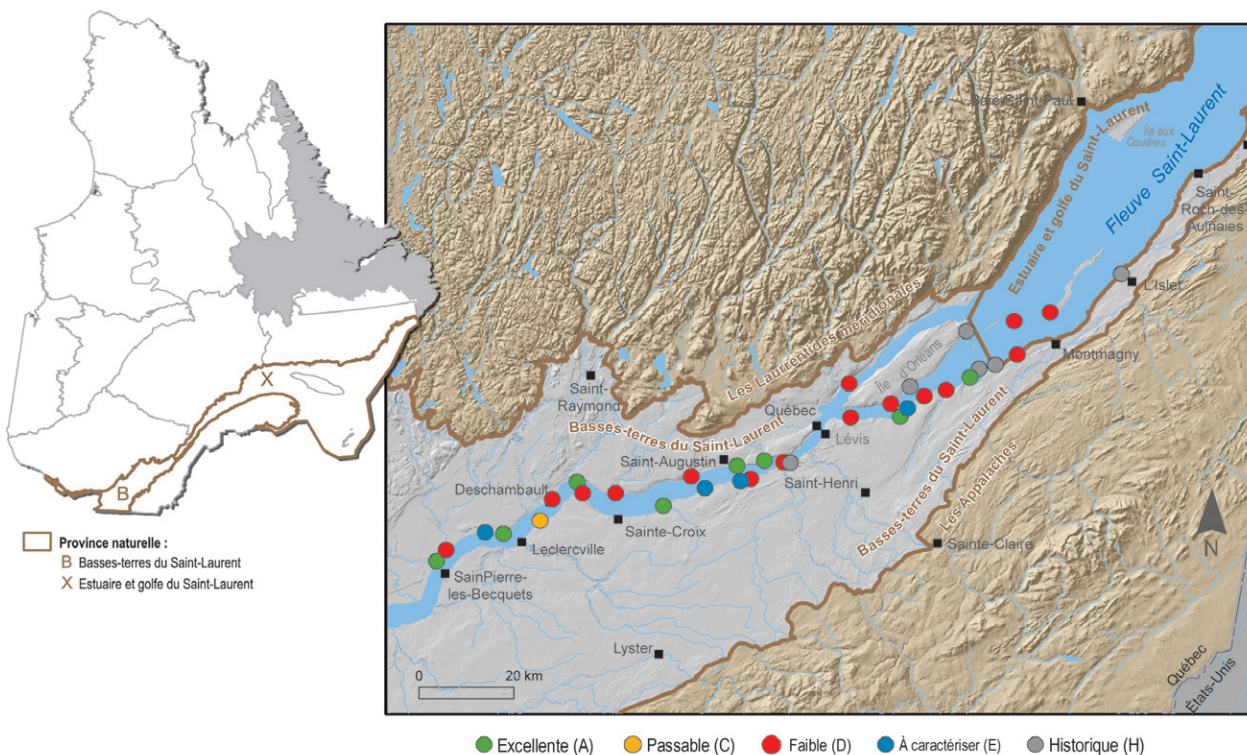 X
B
Province naturelle :
B Basses-terres du Saint-Laurent
X Estuaire et golfe du Saint-Laurent
Baie-Saint-Paul
Île aux
Coudres
Estuaire et golfe du Saint-Laurent
Fleuve Saint-Laurent
Saint-
Roch-des-
Aulnaies
L'Islet
Montmagny
Les Laurentides méridionales
Île d'Orléans
Saint-
Raymond
Québec
Lévis
Basses-terres du Saint-Laurent
Saint-Augustin
Saint-Henri
Basses-terres du Saint-Laurent
Les Appalaches
Deschambault
Sainte-Croix
Leclercville
Sainte-Claire
SainPierre-
les-Becquets
Lyster
N
0 20 km
Québec
États-Unis
Excellente (A) Passable (C) Faible (D) À caractériser (E) Historique (H)